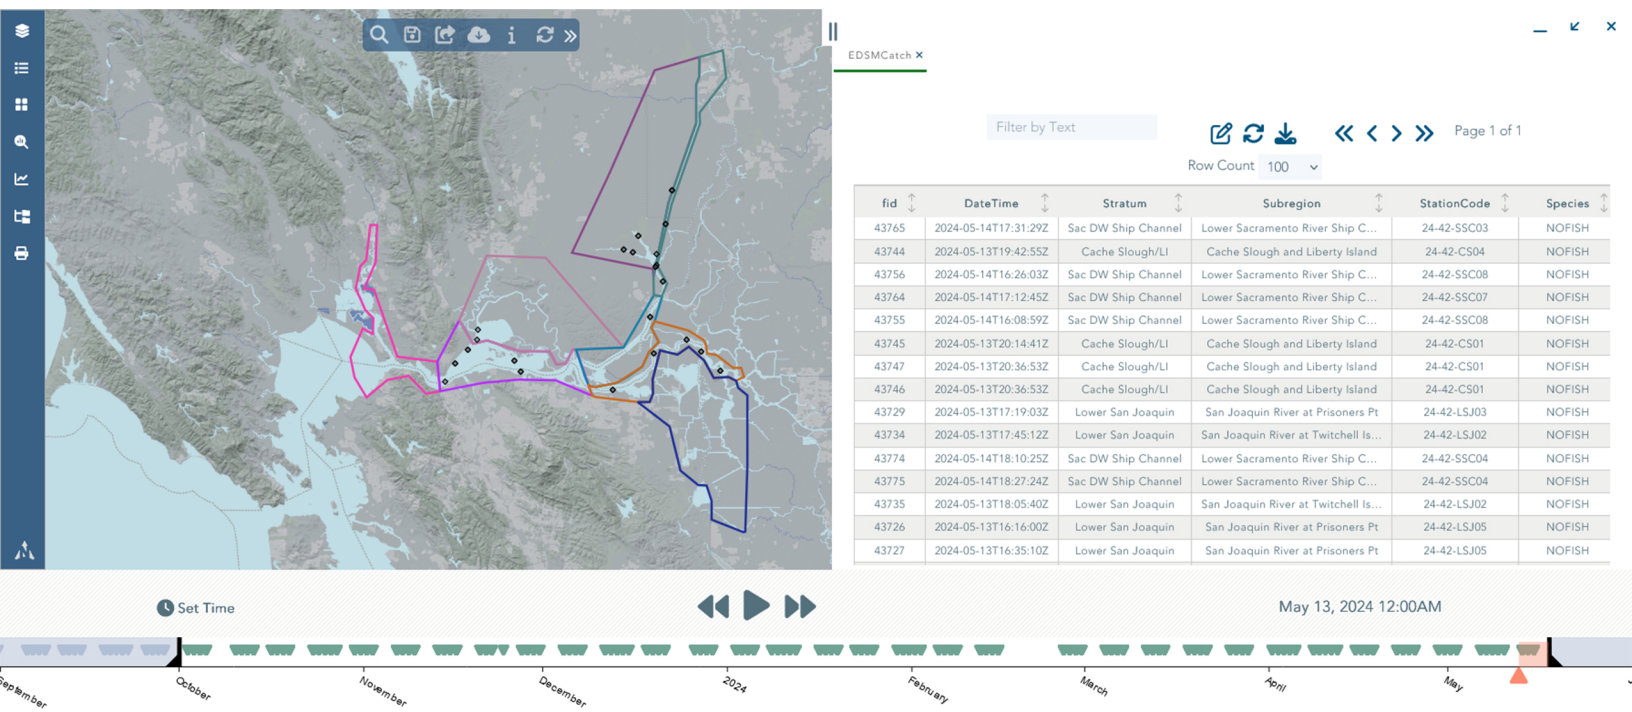 EDSMCatch ×
Filter by Text
Page 1 of 1
Row Count 100
fid DateTime Stratum Subregion StationCode Species
43765 2024-05-14T17:31:29Z Sac DW Ship Channel Lower Sacramento River Ship C... 24-42-SSC03 NOFISH
43744 2024-05-13T19:42:55Z Cache Slough/LI Cache Slough and Liberty Island 24-42-CS04 NOFISH
43756 2024-05-14T16:26:03Z Sac DW Ship Channel Lower Sacramento River Ship C... 24-42-SSC08 NOFISH
43764 2024-05-14T17:12:45Z Sac DW Ship Channel Lower Sacramento River Ship C... 24-42-SSC07 NOFISH
43755 2024-05-14T16:08:59Z Sac DW Ship Channel Lower Sacramento River Ship C... 24-42-SSC08 NOFISH
43745 2024-05-13T20:14:41Z Cache Slough/LI Cache Slough and Liberty Island 24-42-CS01 NOFISH
43747 2024-05-13T20:36:53Z Cache Slough/LI Cache Slough and Liberty Island 24-42-CS01 NOFISH
43746 2024-05-13T20:36:53Z Cache Slough/LI Cache Slough and Liberty Island 24-42-CS01 NOFISH
43729 2024-05-13T17:19:03Z Lower San Joaquin San Joaquin River at Prisoners Pt 24-42-LSJ03 NOFISH
43734 2024-05-13T17:45:12Z Lower San Joaquin San Joaquin River at Twitchell Is... 24-42-LSJ02 NOFISH
43774 2024-05-14T18:10:25Z Sac DW Ship Channel Lower Sacramento River Ship C... 24-42-SSC04 NOFISH
43775 2024-05-14T18:27:24Z Sac DW Ship Channel Lower Sacramento River Ship C... 24-42-SSC04 NOFISH
43735 2024-05-13T18:05:40Z Lower San Joaquin San Joaquin River at Twitchell Is... 24-42-LSJ02 NOFISH
43726 2024-05-13T16:16:00Z Lower San Joaquin San Joaquin River at Prisoners Pt 24-42-LSJ05 NOFISH
43727 2024-05-13T16:35:10Z Lower San Joaquin San Joaquin River at Prisoners Pt 24-42-LSJ05 NOFISH
Set Time
May 13, 2024 12:00AM
September October November December 2024 February March April May